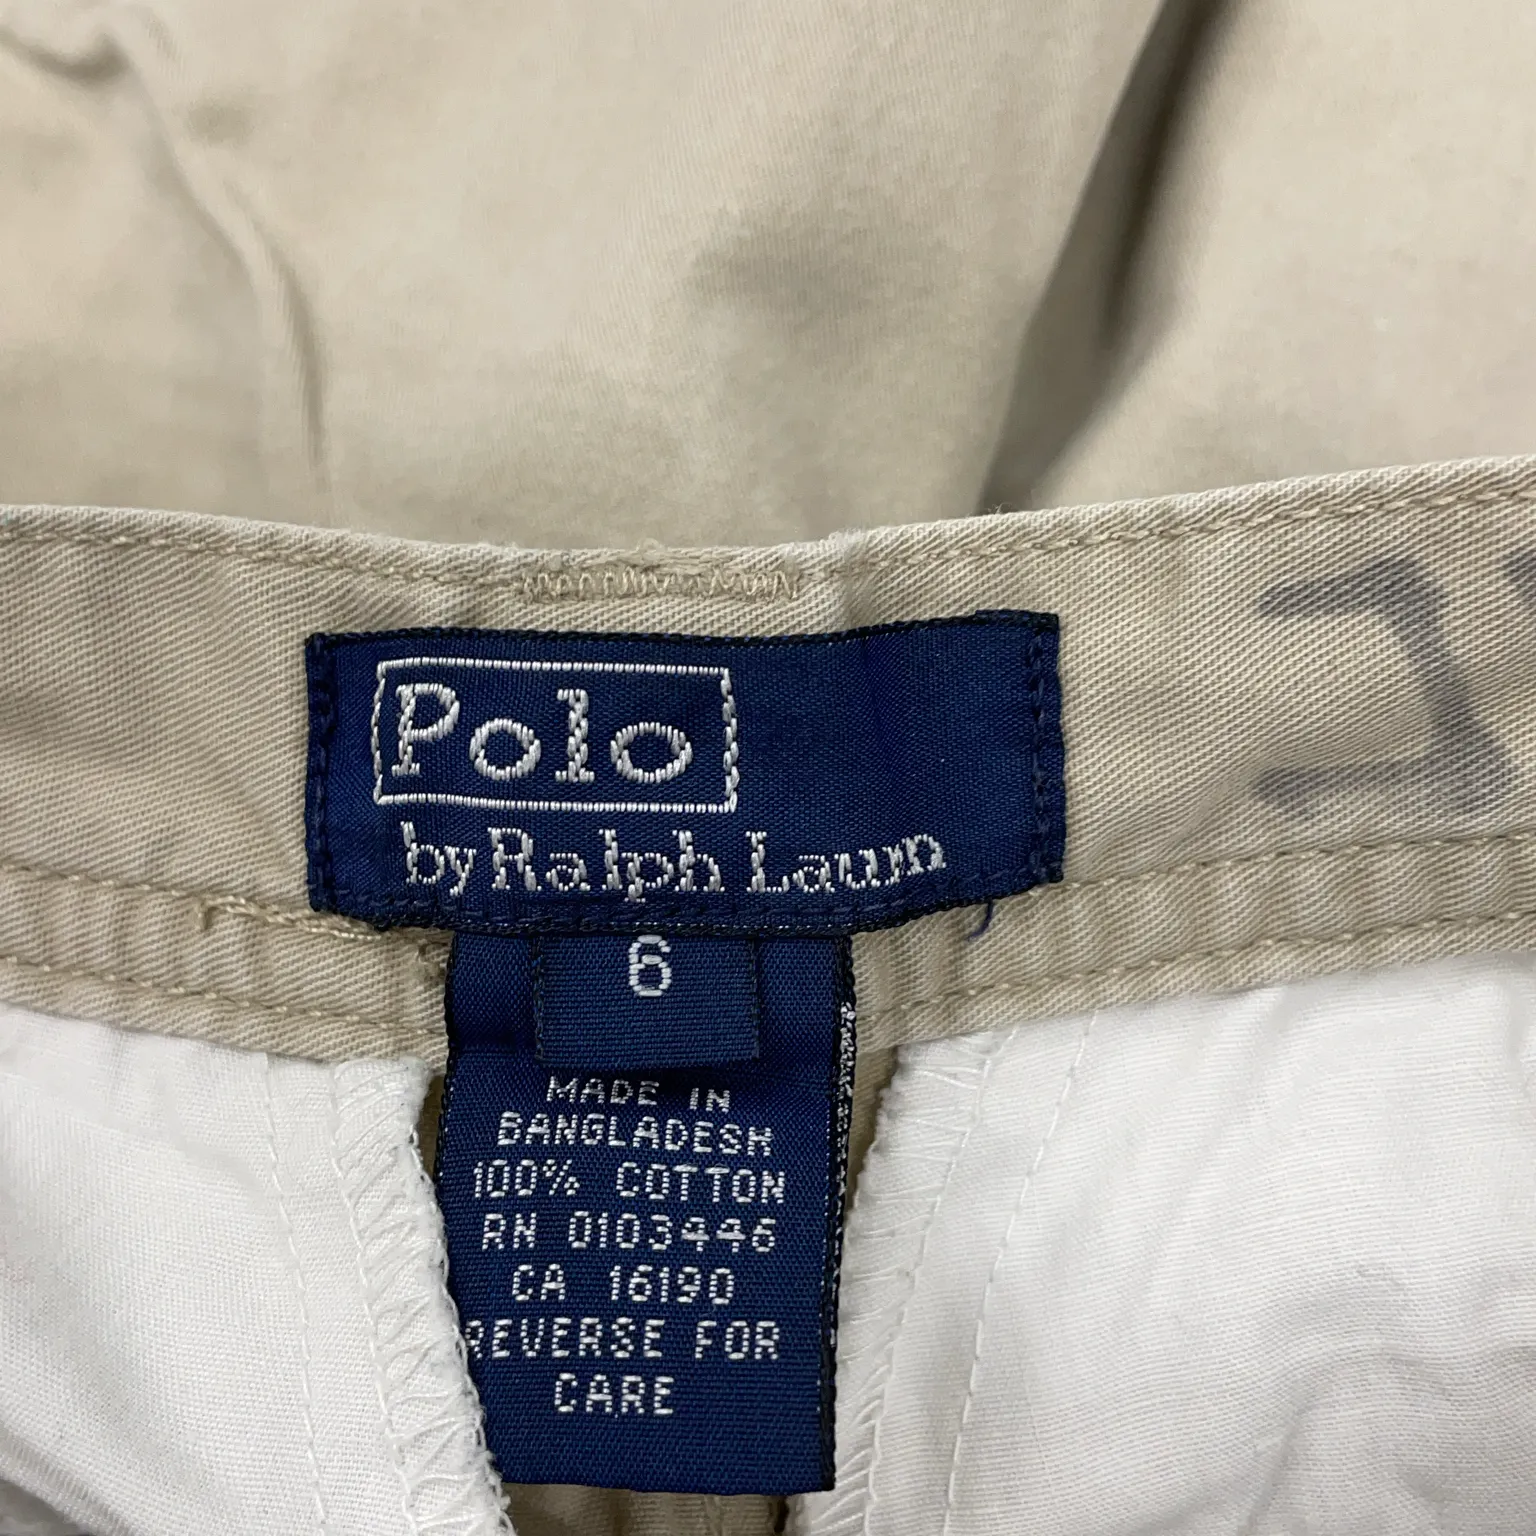 Polo
by Ralph Lauren
6
MADE IN
BANGLADESH
100% COTTON
RN 0103446
CA 16190
REVERSE FOR
CARE